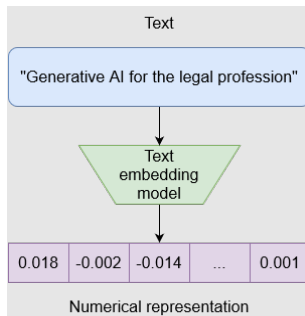 Text
"Generative AI for the legal profession"
Text
embedding
model
0.018 -0.002 -0.014 ... 0.001
Numerical representation